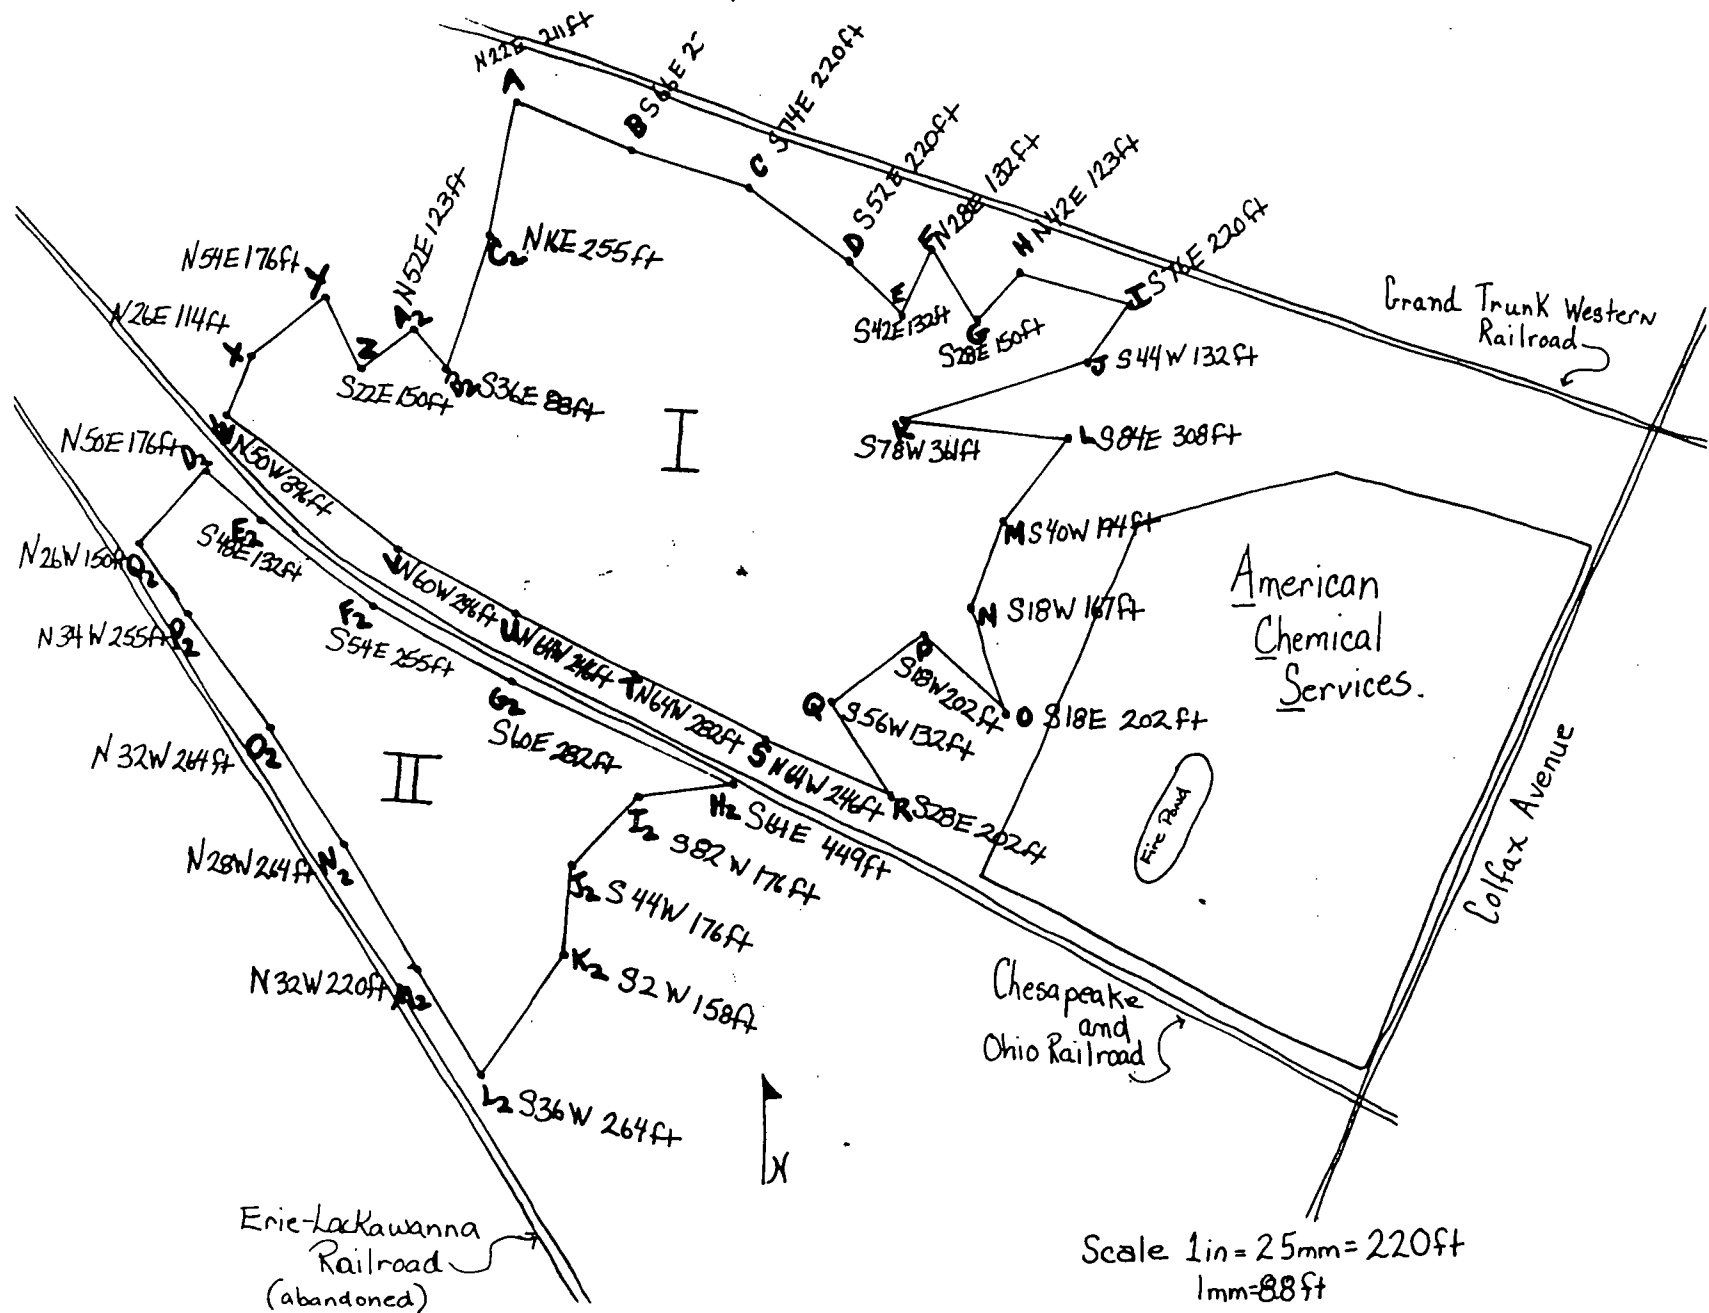 N22E 211ft
A
B S66E
C S74E 220ft
D S52E 220ft
E
S42E 132ft
F N28E 132ft
G
S28E 150ft
H N42E 123ft
I S76E 220ft
J S44W 132ft
K
S78W 361ft
L S84E 308ft
M S40W 194ft
N S18W 167ft
O S18E 202ft
P
S18W 202ft
Q
S56W 132ft
R S28E 202ft
S N64W 246ft
T N64W 282ft
U N64W 246ft
V N60W 246ft
W N50W 396ft
X
N26E 114ft
Y
N54E 176ft
Z
S22E 150ft
A2 N52E 123ft
B2 S36E 88ft
C2 N16E 255ft
I
Grand Trunk Western
Railroad
American
Chemical
Services.
Fire Pond
Colfax Avenue
N50E 176ft
D2
E2
S48E 132ft
F2
S54E 255ft
G2
S60E 282ft
H2 S64E 449ft
I2 S82W 176ft
J2 S44W 176ft
K2 S2W 158ft
L2 S36W 264ft
N32W 220ft
N28W 264ft N2
N32W 264ft O2
N34W 255ft P2
N26W 150ft Q2
II
Chesapeake
and
Ohio Railroad
N
Erie-Lackawanna
Railroad
(abandoned)
Scale 1in = 25mm = 220ft
1mm=8.8ft